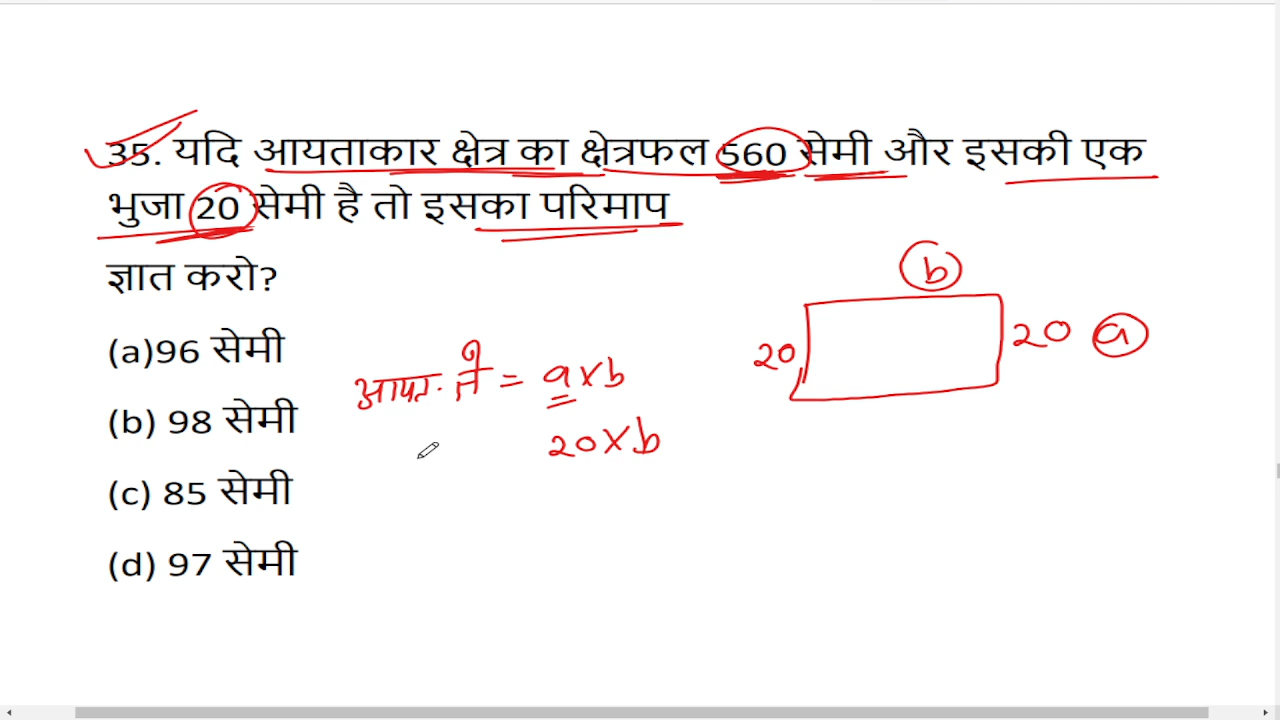 35. यदि आयताकार क्षेत्र का क्षेत्रफल 560 सेमी और इसकी एक
भुजा 20 सेमी है तो इसका परिमाप
ज्ञात करो?
(a)96 सेमी
(b) 98 सेमी
(c) 85 सेमी
(d) 97 सेमी
= a×b
20×b
b
20
20 a